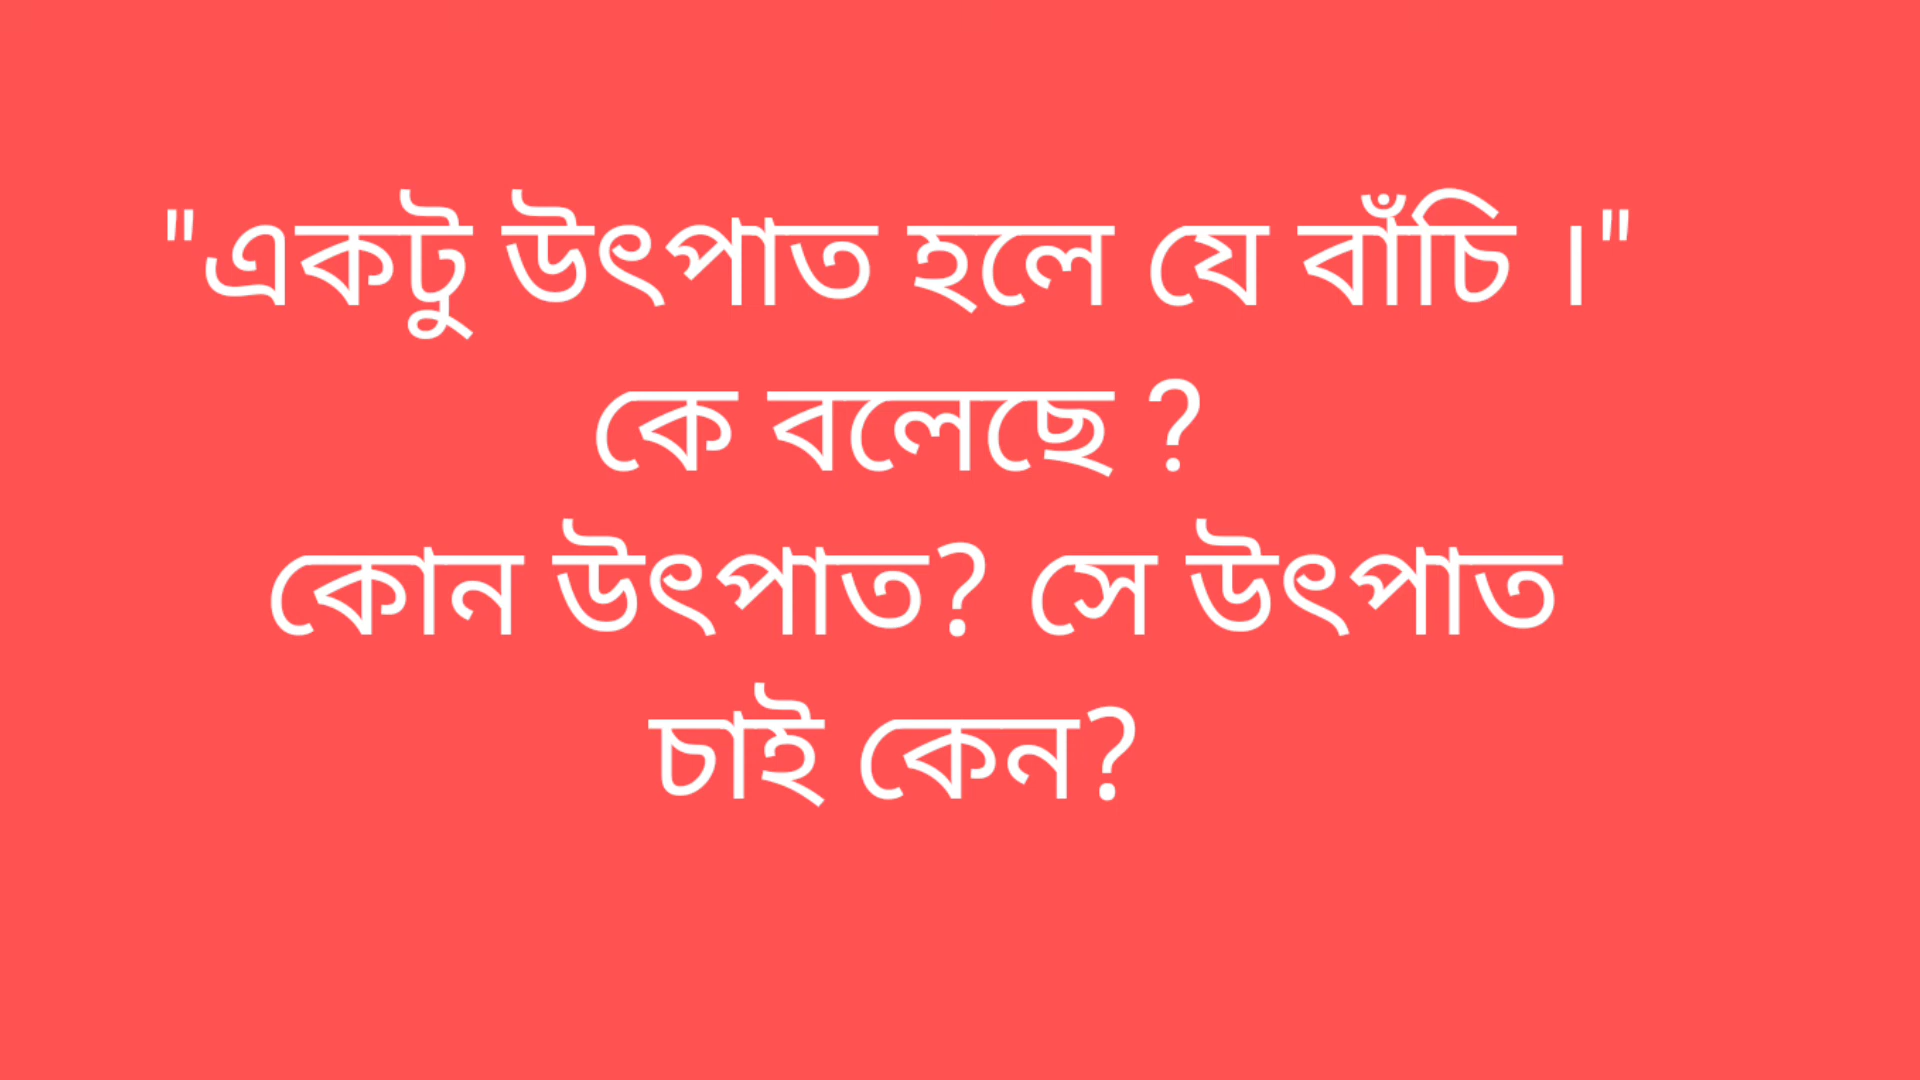 "একটু উৎপাত হলে যে বাঁচি ।"
কে বলেছে ?
কোন উৎপাত? সে উৎপাত
চাই কেন?